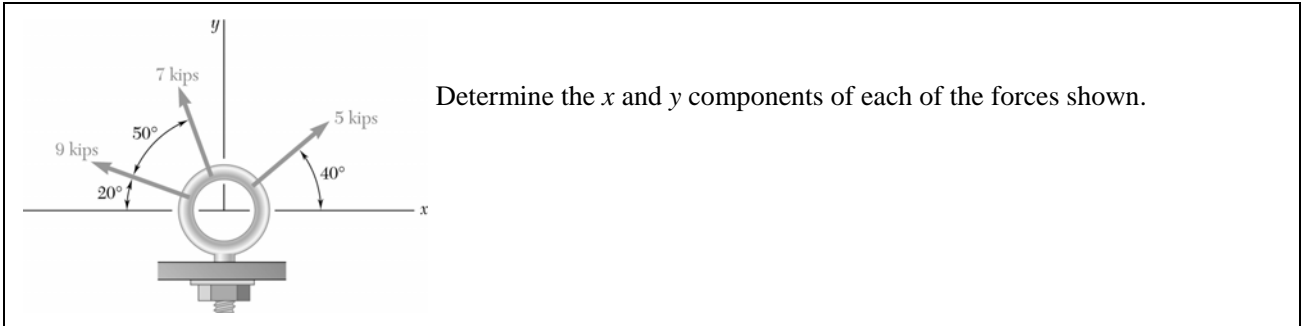 y
7 kips
Determine the x and y components of each of the forces shown.
5 kips
50°
9 kips
40°
20°
x